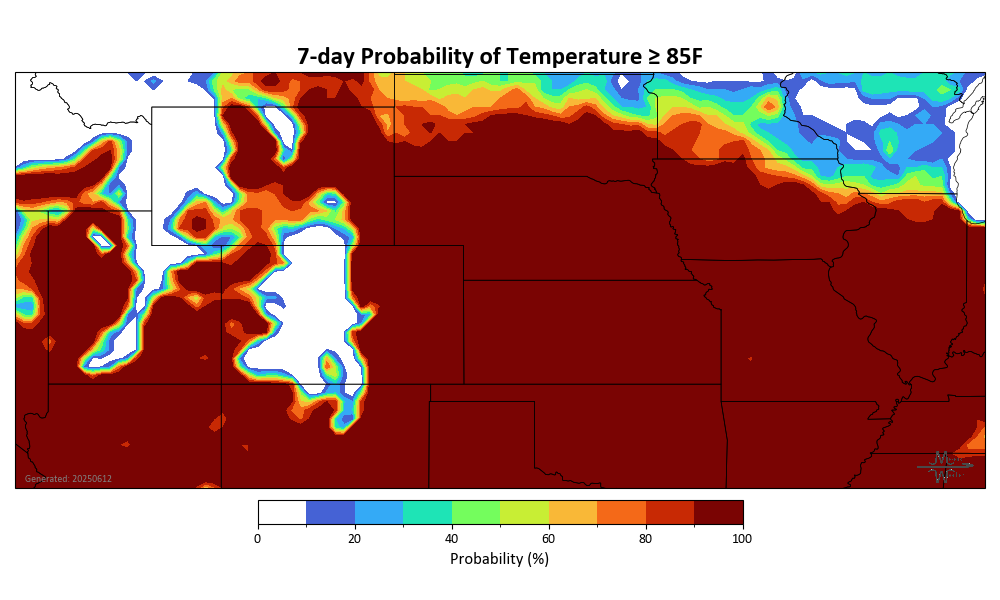 7-day Probability of Temperature ≥ 85F
Generated: 20250612
0 20 40 60 80 100
Probability (%)